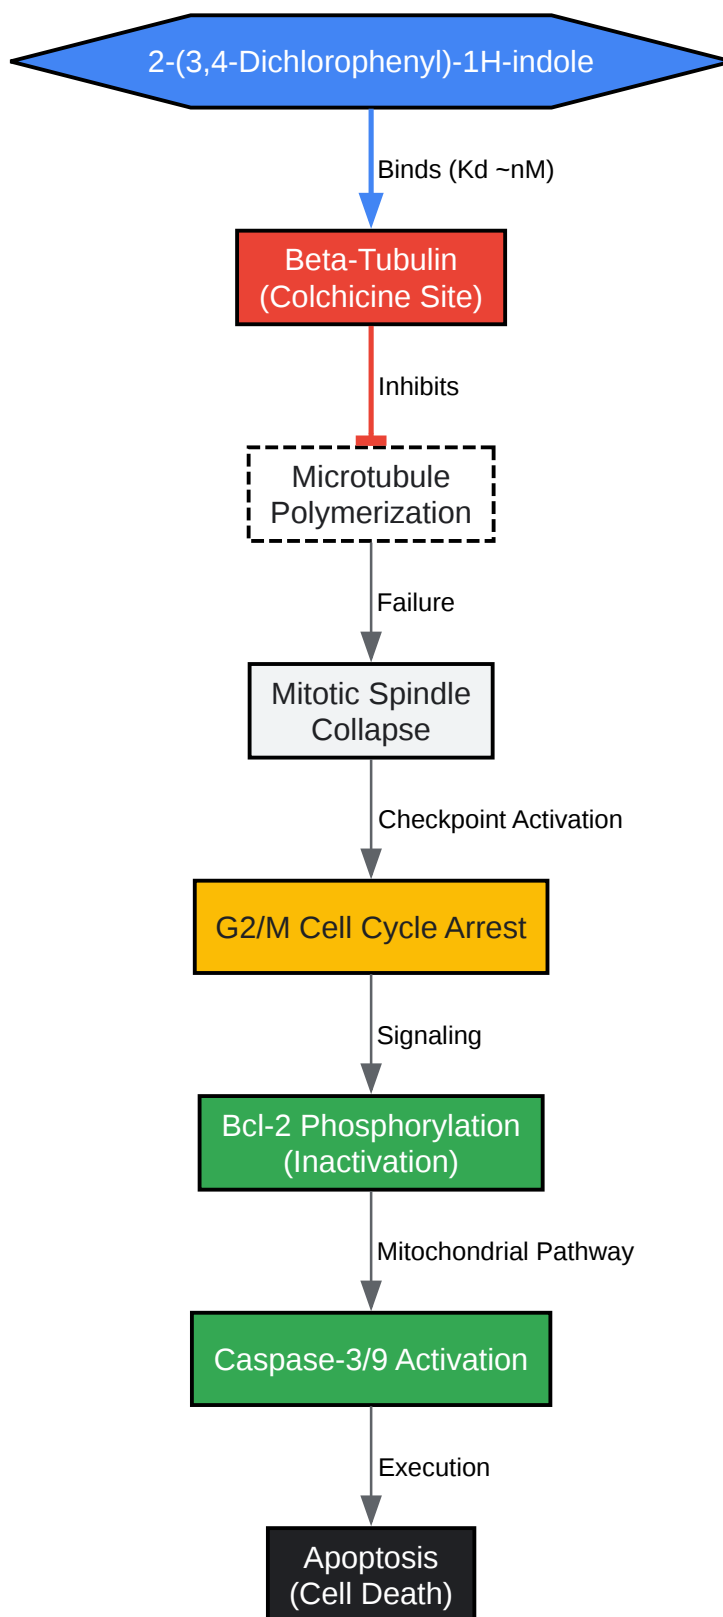 2-(3,4-Dichlorophenyl)-1H-indole
Binds (Kd ~nM)
Beta-Tubulin
(Colchicine Site)
Inhibits
Microtubule
Polymerization
Failure
Mitotic Spindle
Collapse
Checkpoint Activation
G2/M Cell Cycle Arrest
Signaling
Bcl-2 Phosphorylation
(Inactivation)
Mitochondrial Pathway
Caspase-3/9 Activation
Execution
Apoptosis
(Cell Death)